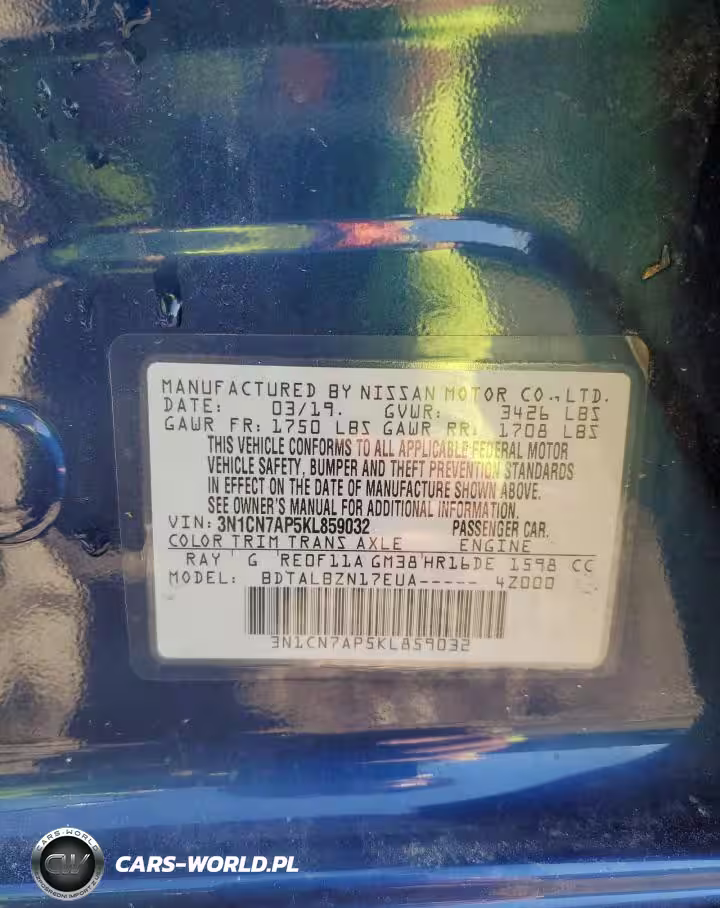 MANUFACTURED BY NISSAN MOTOR CO., LTD.
DATE: 03/19. GVWR: 3426 LBS
GAWR FR: 1750 LBS GAWR RR: 1708 LBS
THIS VEHICLE CONFORMS TO ALL APPLICABLE FEDERAL MOTOR
VEHICLE SAFETY, BUMPER AND THEFT PREVENTION STANDARDS
IN EFFECT ON THE DATE OF MANUFACTURE SHOWN ABOVE.
SEE OWNER'S MANUAL FOR ADDITIONAL INFORMATION.
VIN: 3N1CN7AP5KL859032 PASSENGER CAR.
COLOR TRIM TRANS AXLE ENGINE
RAY G RE0F11A GM38 HR16DE 1598 CC
MODEL: BDTALBZN17EUA----- 4Z000
3N1CN7AP5KL859032
CARS-WORLD
CW
CARS-WORLD.PL